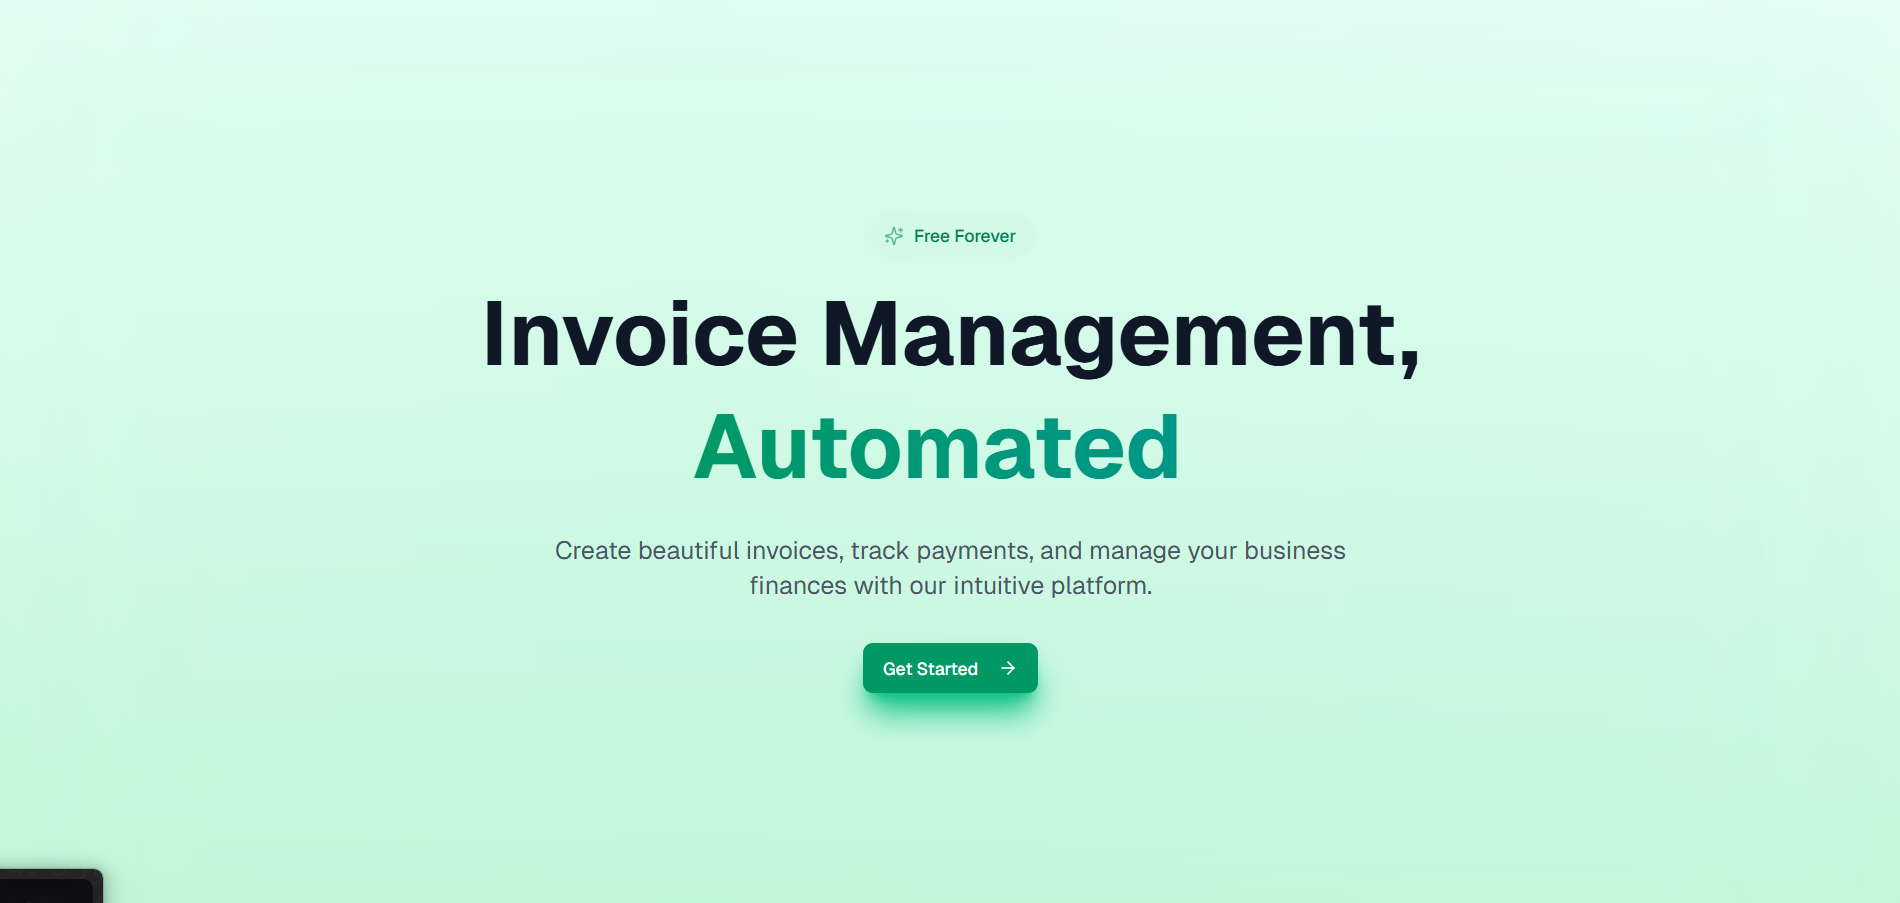 Free Forever
Invoice Management,
Automated
Create beautiful invoices, track payments, and manage your business
finances with our intuitive platform.
Get Started